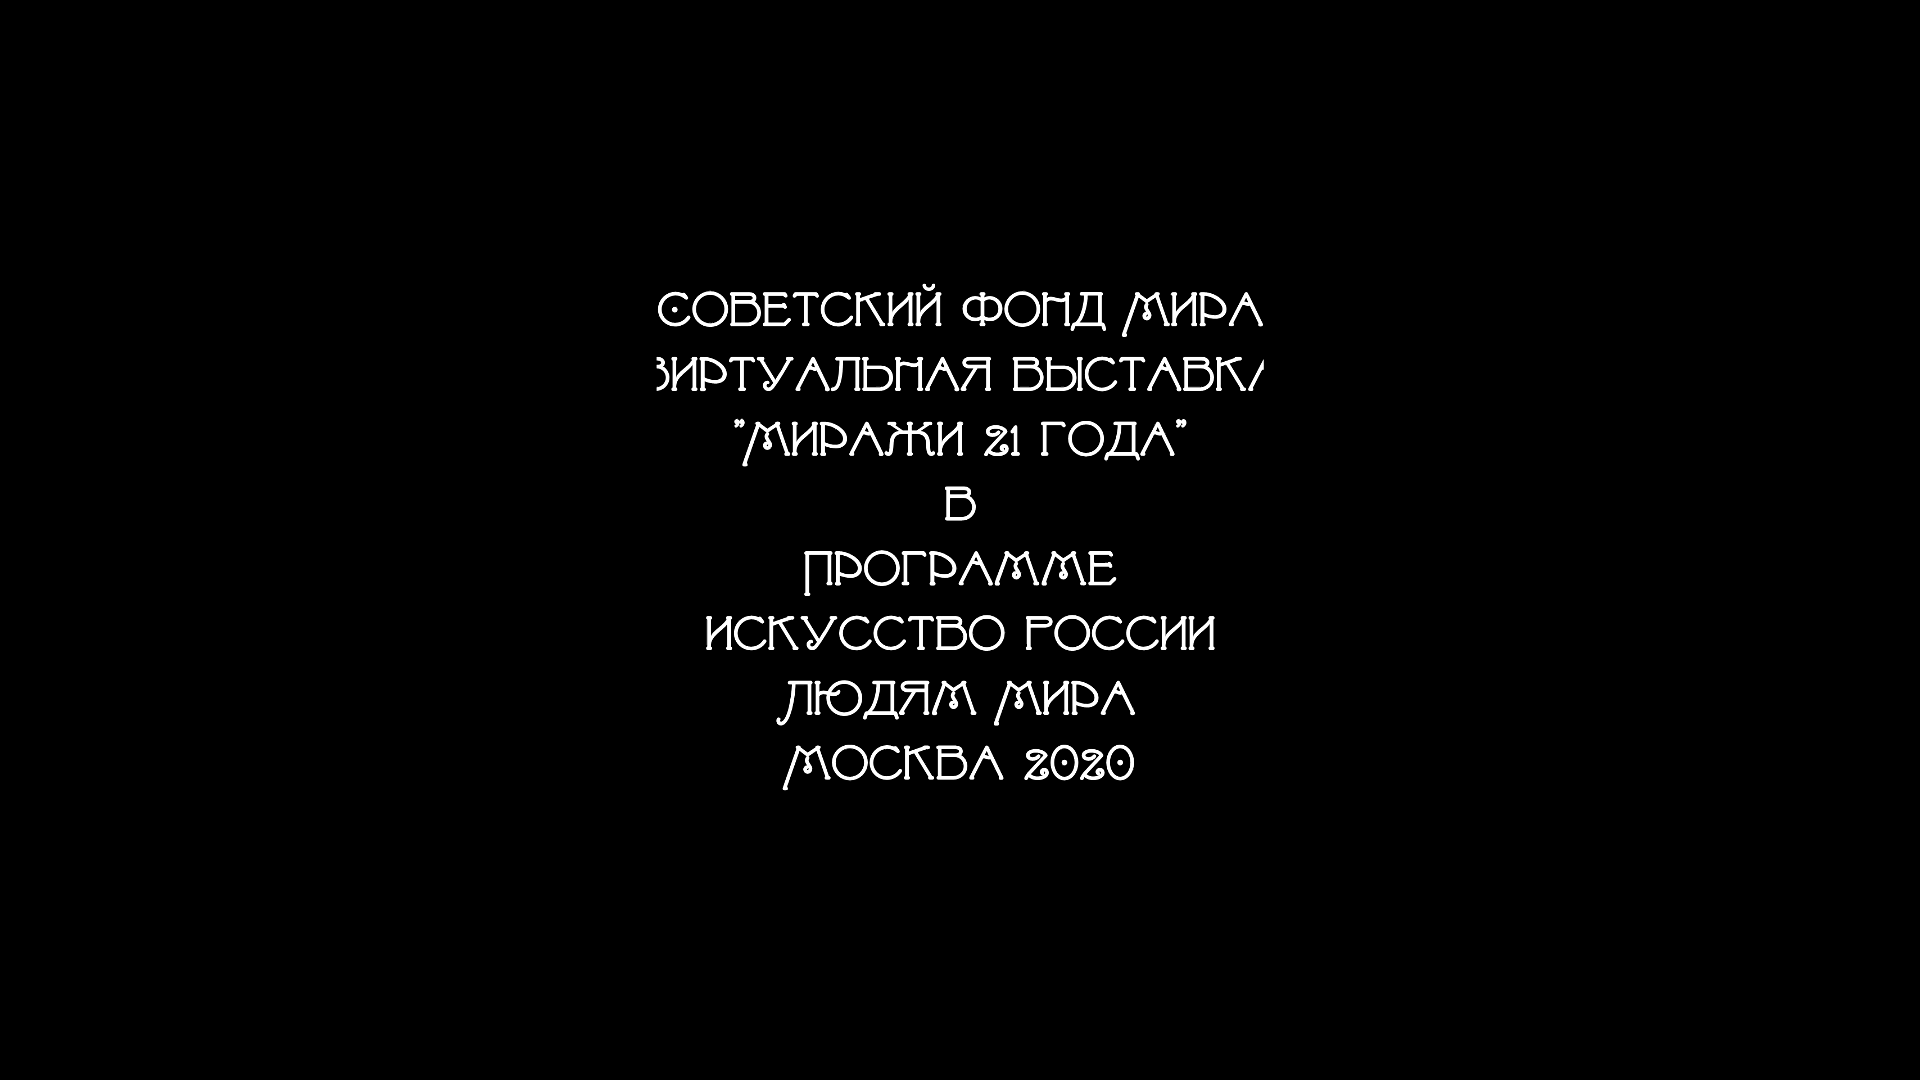 Советский фонд Мира
виртуальная выставка
"Миражи 21 года"
в
Программе
искусство России
Людям Мира
Москва 2020